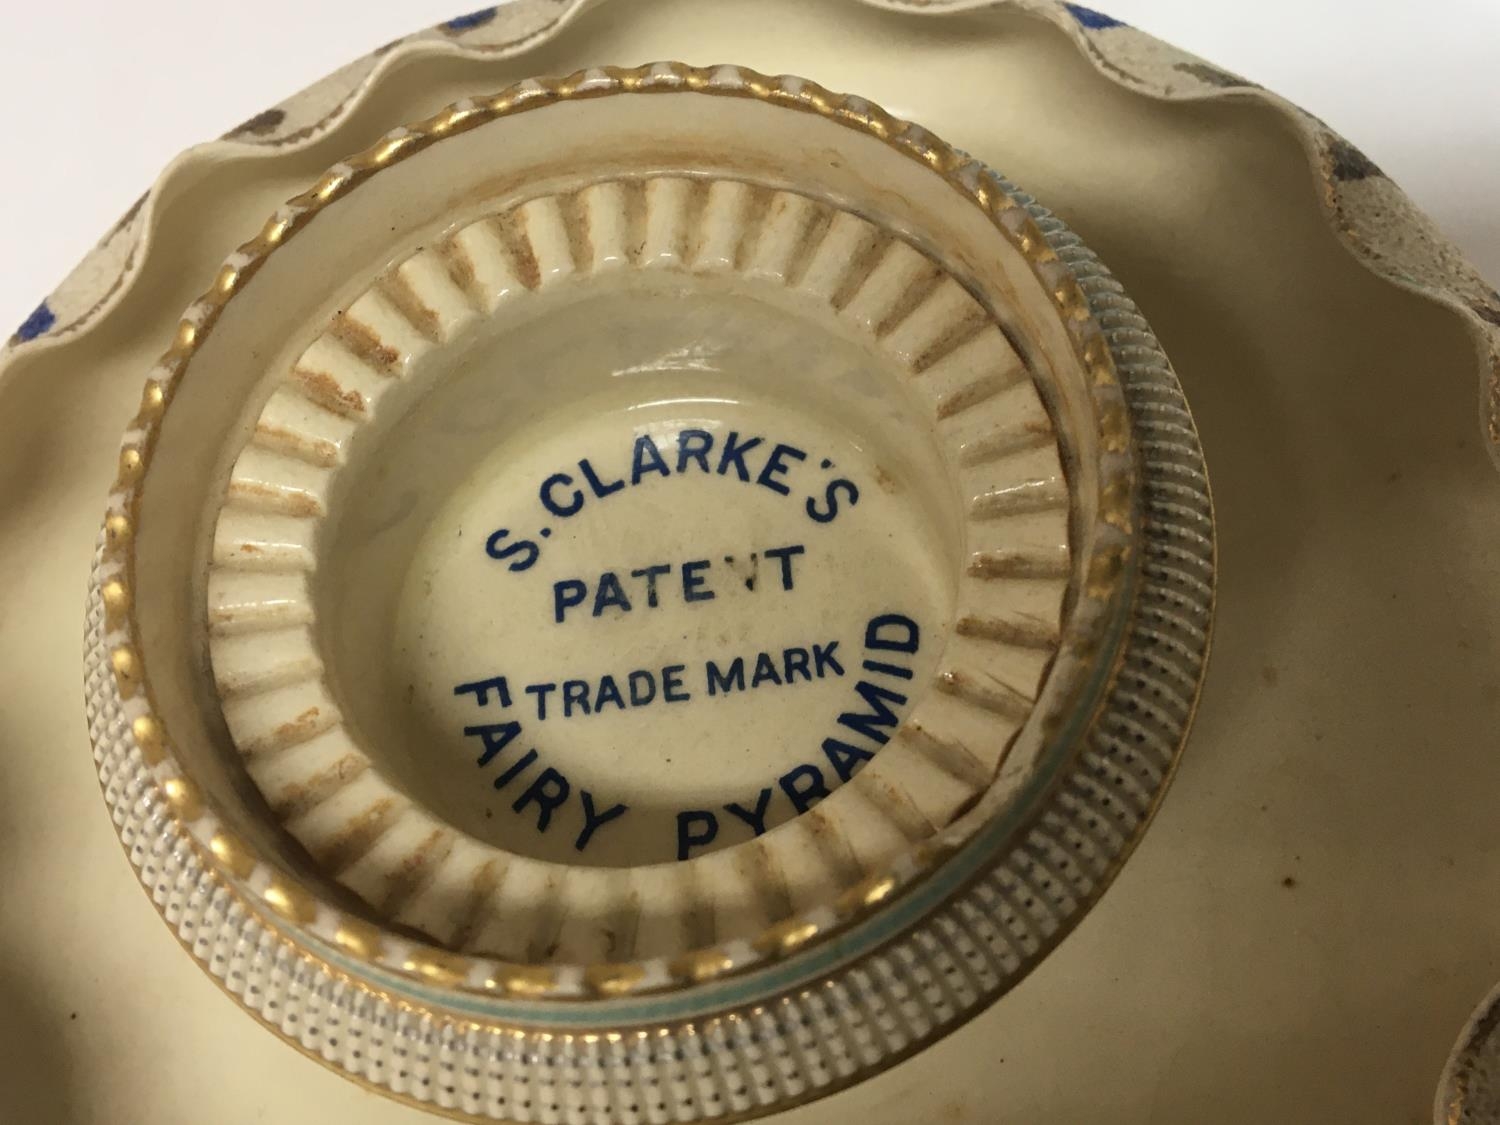 S. CLARKE'S
PATENT
TRADE MARK
FAIRY PYRAMID